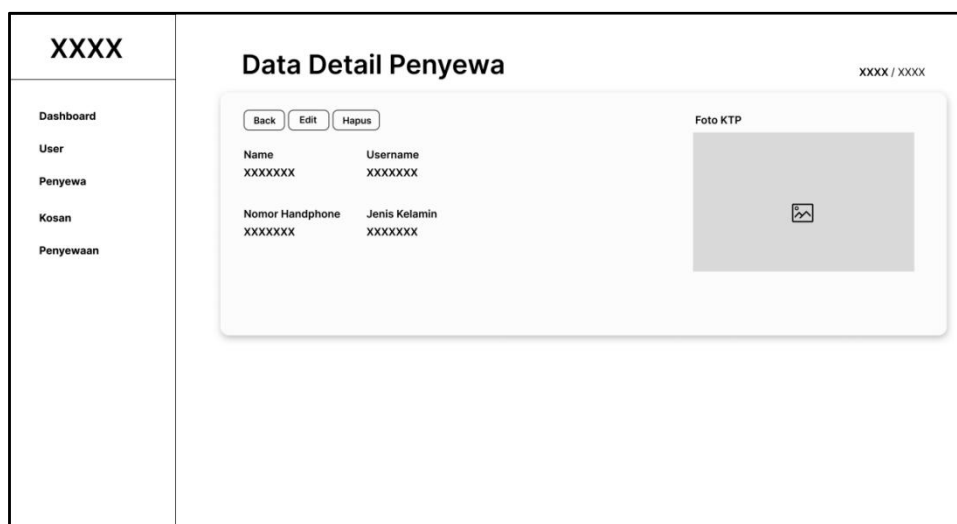 XXXX
Dashboard
User
Penyewa
Kosan
Penyewaan
Data Detail Penyewa
XXXX / XXXX
Back Edit Hapus
Name Username
XXXXXXX XXXXXXX
Nomor Handphone Jenis Kelamin
XXXXXXX XXXXXXX
Foto KTP